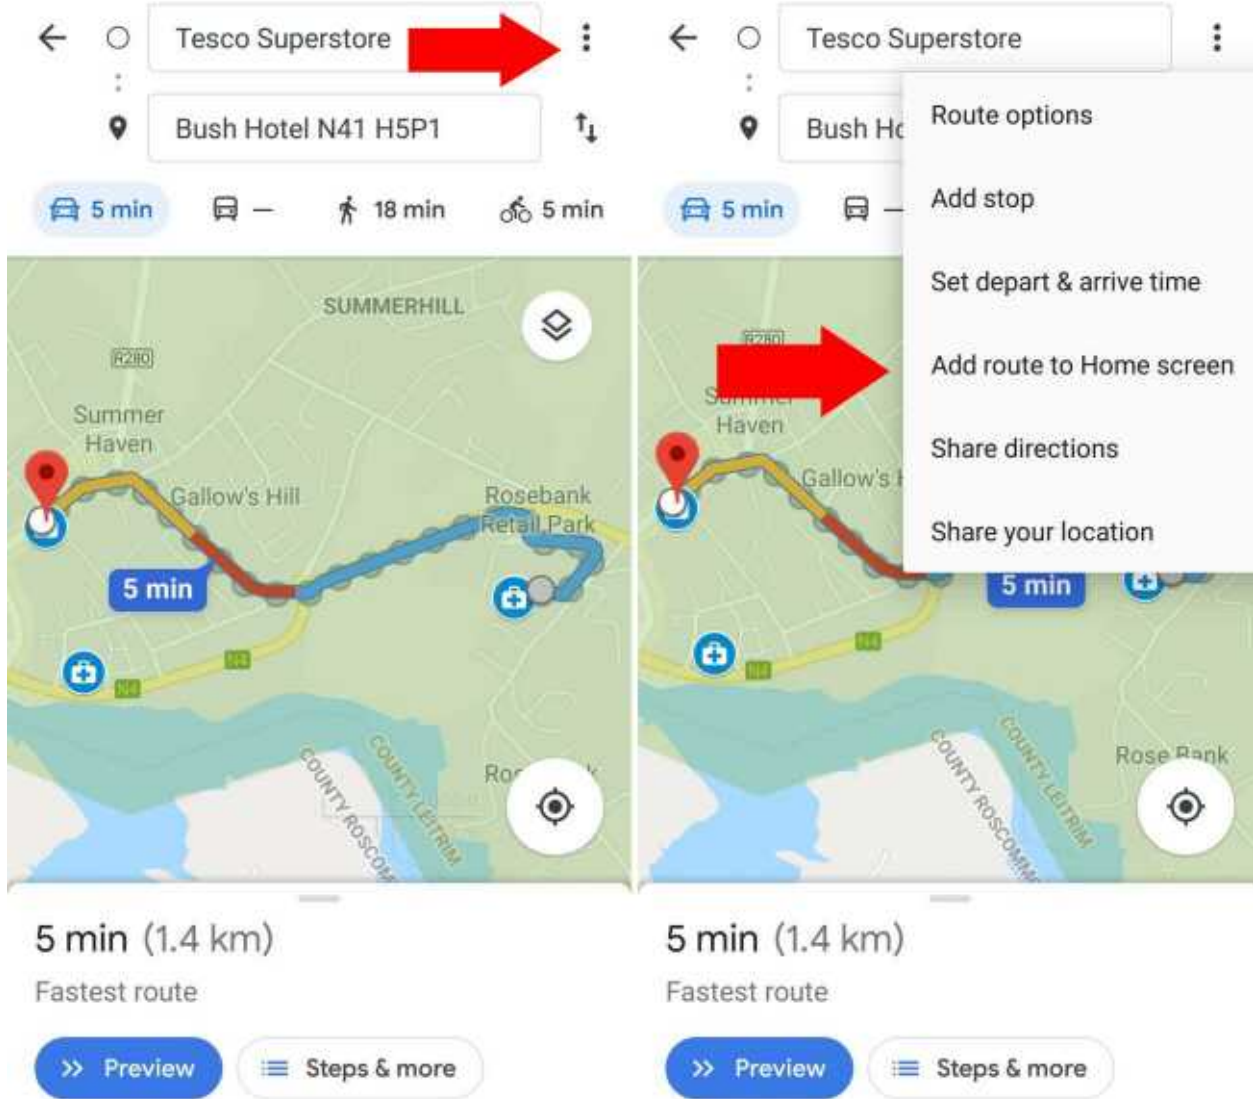 Tesco Superstore
Bush Hotel N41 H5P1
5 min
—
18 min
5 min
SUMMERHILL
R280
Summer
Haven
Gallow's Hill
Rosebank
Retail Park
5 min
N4
N4
COUNTY LEITRIM
COUNTY ROSCOM
5 min (1.4 km)
Fastest route
Preview
Steps & more
Tesco Superstore
Route options
Bush Ho
Add stop
5 min
—
Set depart & arrive time
R280
Add route to Home screen
Summer
Haven
Share directions
Gallow's H
Share your location
5 min
N4
N4
COUNTY LEITRIM
COUNTY ROSCOMM
Rose Bank
5 min (1.4 km)
Fastest route
Preview
Steps & more